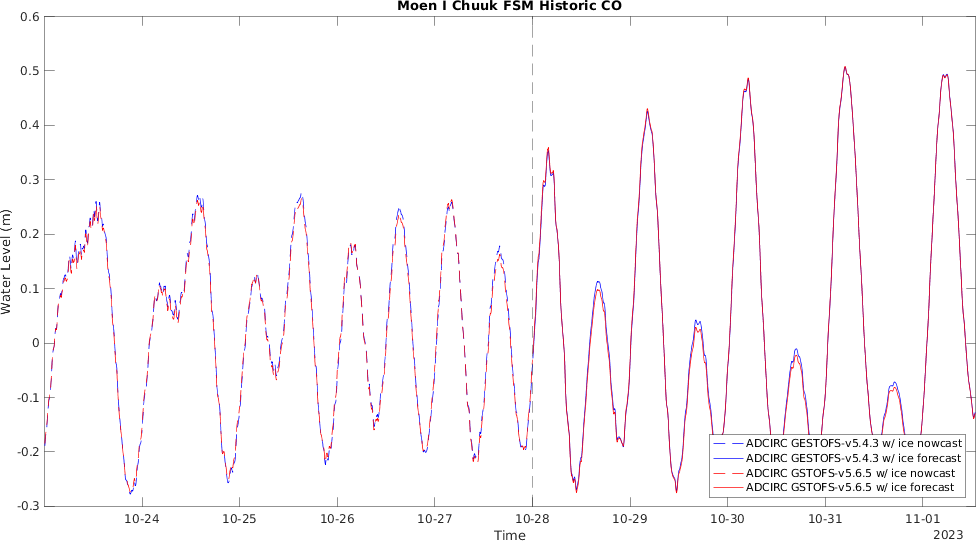 Moen I Chuuk FSM Historic CO
0.6
0.5
0.4
0.3
0.2
0.1
0
-0.1
-0.2
-0.3
Water Level (m)
ADCIRC GESTOFS-v5.4.3 w/ ice nowcast
ADCIRC GESTOFS-v5.4.3 w/ ice forecast
ADCIRC GSTOFS-v5.6.5 w/ ice nowcast
ADCIRC GSTOFS-v5.6.5 w/ ice forecast
10-24 10-25 10-26 10-27 10-28 10-29 10-30 10-31 11-01
Time
2023